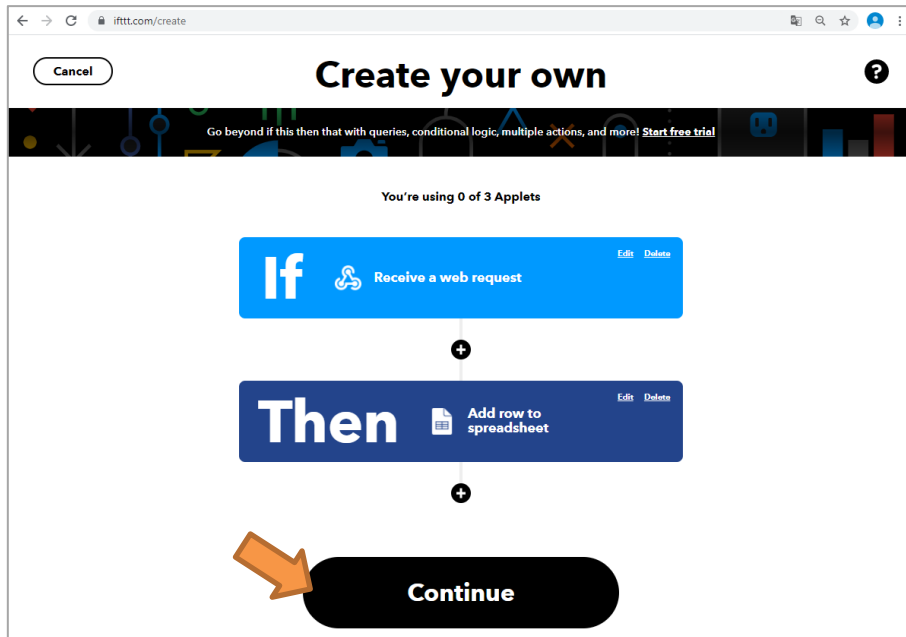 ifttt.com/create
Cancel
Create your own
?
Go beyond if this then that with queries, conditional logic, multiple actions, and more! Start free trial
You're using 0 of 3 Applets
Edit Delete
If Receive a web request
+
Edit Delete
Then Add row to
spreadsheet
+
Continue